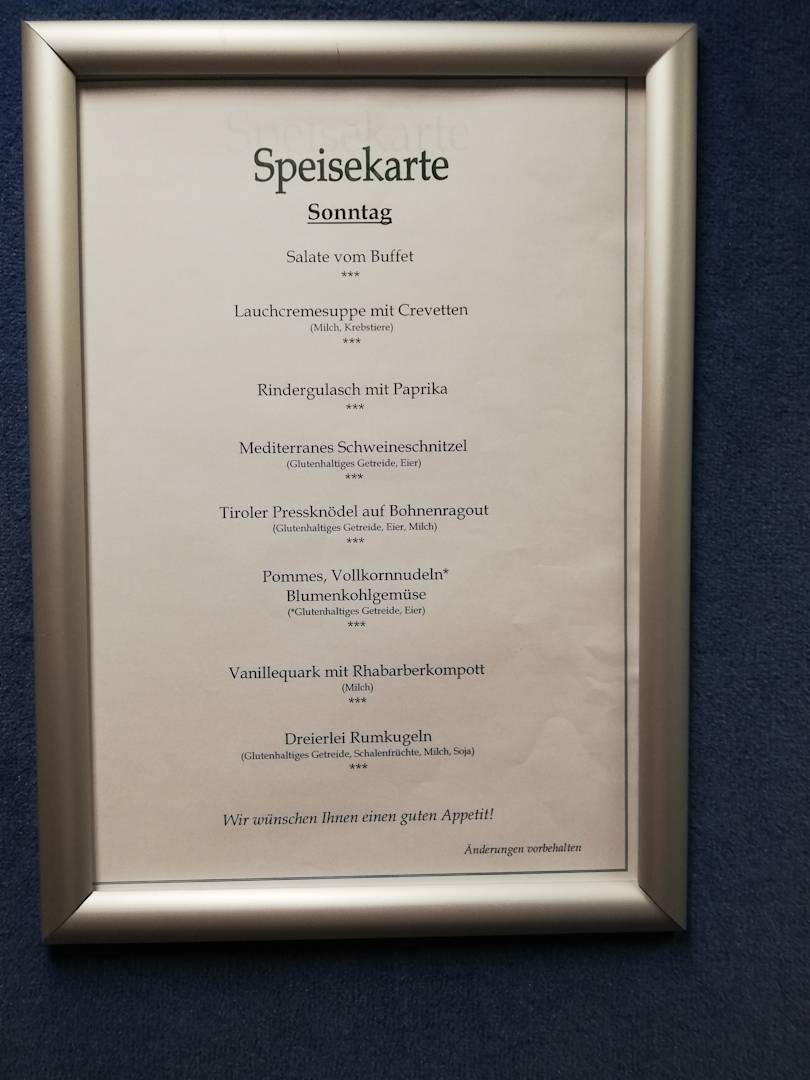 Speisekarte
Sonntag
Salate vom Buffet
***
Lauchcremesuppe mit Crevetten
(Milch, Krebstiere)
***
Rindergulasch mit Paprika
***
Mediterranes Schweineschnitzel
(Glutenhaltiges Getreide, Eier)
***
Tiroler Pressknödel auf Bohnenragout
(Glutenhaltiges Getreide, Eier, Milch)
***
Pommes, Vollkornnudeln*
Blumenkohlgemüse
(*Glutenhaltiges Getreide, Eier)
***
Vanillequark mit Rhabarberkompott
(Milch)
***
Dreierlei Rumkugeln
(Glutenhaltiges Getreide, Schalenfrüchte, Milch, Soja)
***
Wir wünschen Ihnen einen guten Appetit!
Änderungen vorbehalten